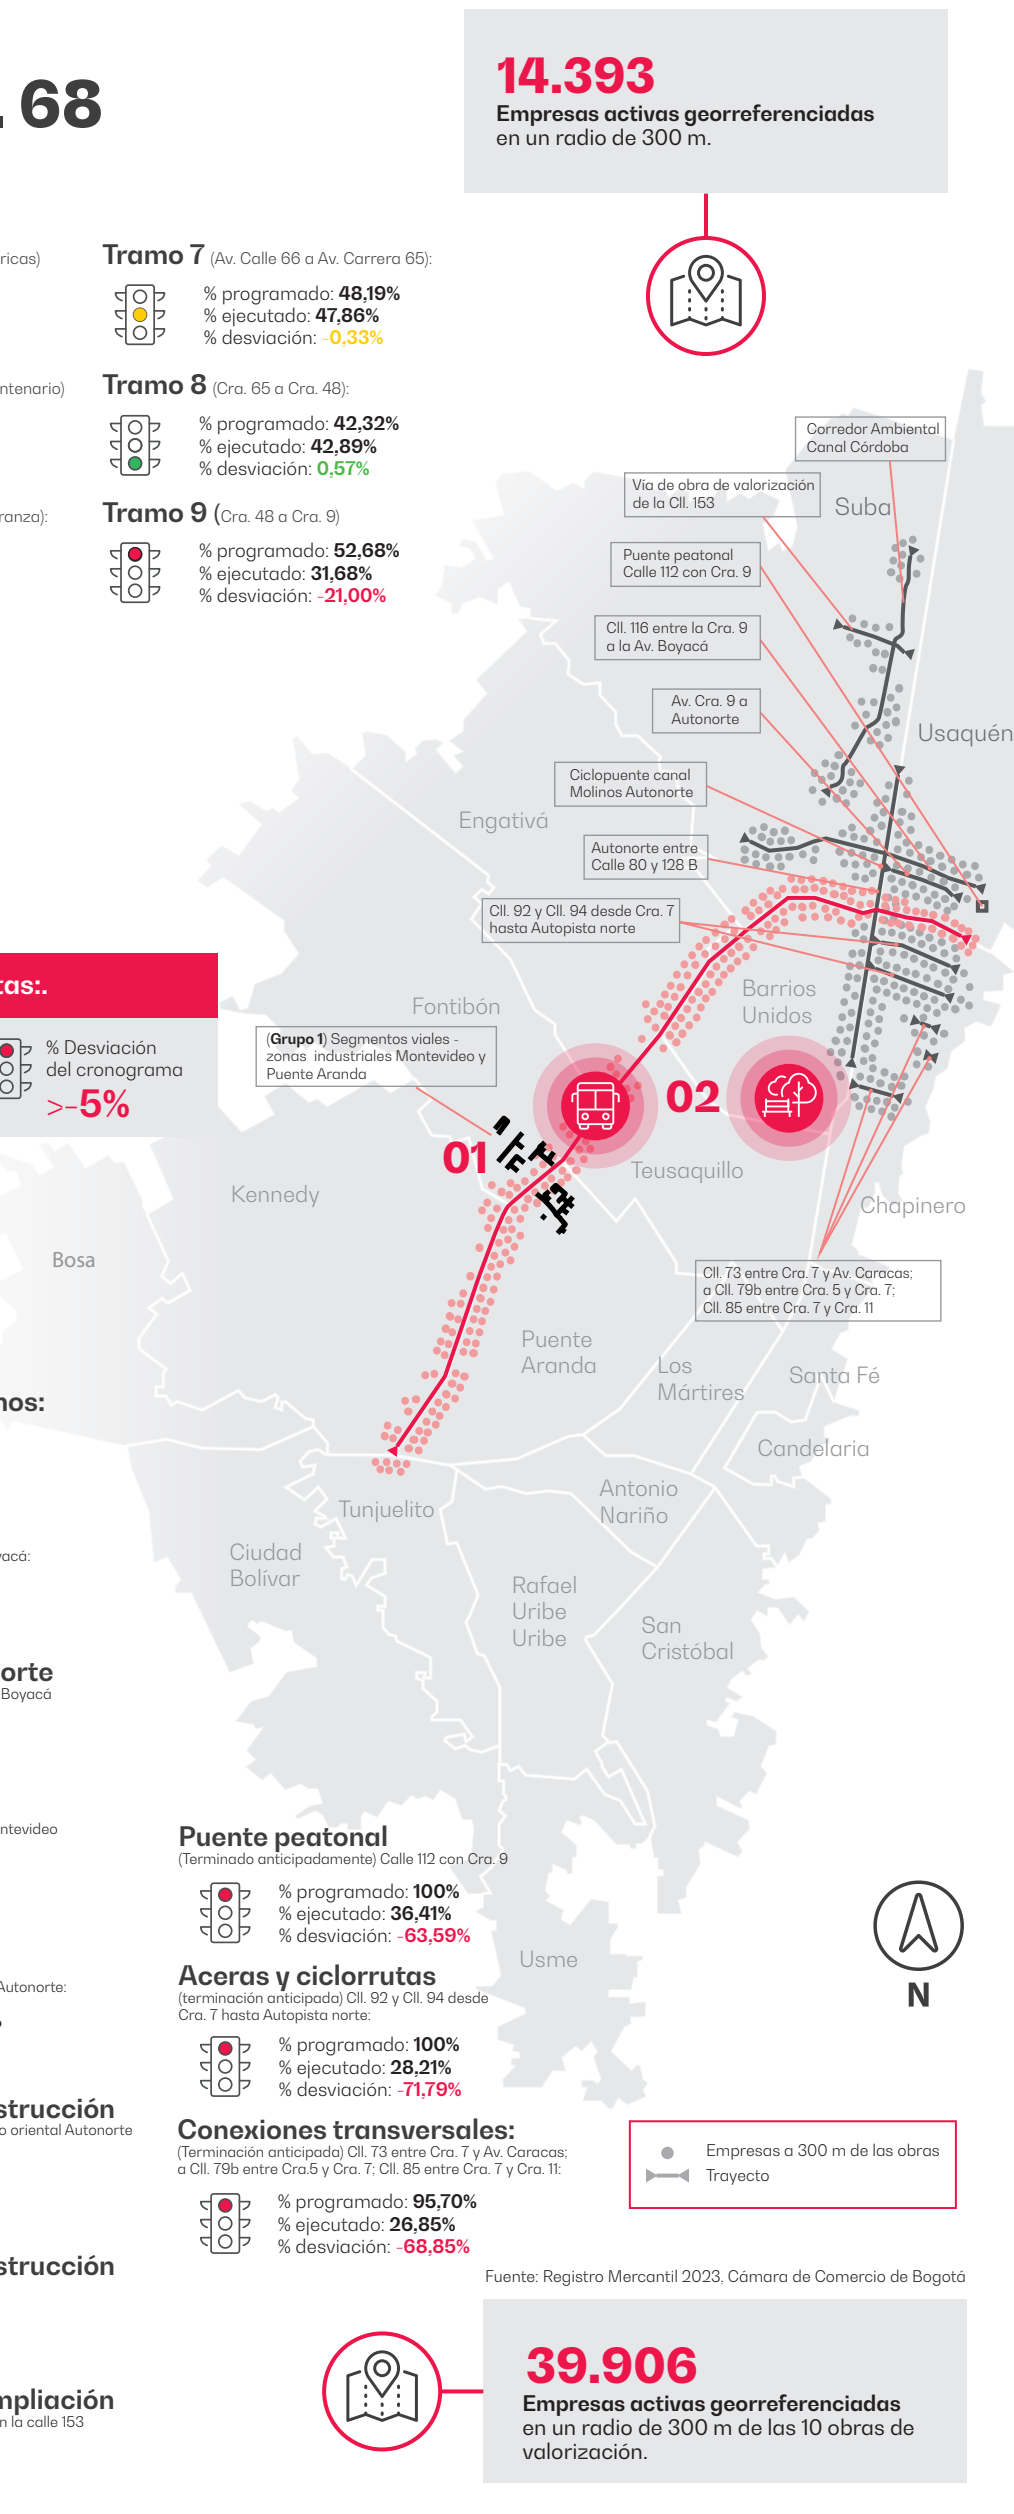 . 68
14.393
Empresas activas georreferenciadas
en un radio de 300 m.
ricas)
Tramo 7 (Av. Calle 66 a Av. Carrera 65):
% programado: 48,19%
% ejecutado: 47,86%
% desviación: -0,33%
ntenario)
Tramo 8 (Cra. 65 a Cra. 48):
% programado: 42,32%
% ejecutado: 42,89%
% desviación: 0,57%
ranza):
Tramo 9 (Cra. 48 a Cra. 9)
% programado: 52,68%
% ejecutado: 31,68%
% desviación: -21,00%
Corredor Ambiental
Canal Córdoba
Vía de obra de valorización
de la Cll. 153
Suba
Puente peatonal
Calle 112 con Cra. 9
Cll. 116 entre la Cra. 9
a la Av. Boyacá
Av. Cra. 9 a
Autonorte
Usaquén
Ciclopuente canal
Molinos Autonorte
Engativá
Autonorte entre
Calle 80 y 128 B
Cll. 92 y Cll. 94 desde Cra. 7
hasta Autopista norte
tas:.
% Desviación
del cronograma
>-5%
Fontibón
Barrios
Unidos
(Grupo 1) Segmentos viales -
zonas industriales Montevideo y
Puente Aranda
02
01
Teusaquillo
Kennedy
Chapinero
Bosa
Cll. 73 entre Cra. 7 y Av. Caracas;
a Cll. 79b entre Cra. 5 y Cra. 7;
Cll. 85 entre Cra. 7 y Cra. 11
Puente
Aranda
Los
Mártires
Santa Fé
nos:
Candelaria
Antonio
Nariño
Tunjuelito
Ciudad
Bolívar
yacá:
Rafael
Uribe
Uribe
San
Cristóbal
orte
Boyacá
ntevideo
Puente peatonal
(Terminado anticipadamente) Calle 112 con Cra. 9
% programado: 100%
% ejecutado: 36,41%
% desviación: -63,59%
Usme
N
Autonorte:
Aceras y ciclorrutas
(terminación anticipada) Cll. 92 y Cll. 94 desde
Cra. 7 hasta Autopista norte:
% programado: 100%
% ejecutado: 28,21%
% desviación: -71,79%
strucción
o oriental Autonorte
Conexiones transversales:
(Terminación anticipada) Cll. 73 entre Cra. 7 y Av. Caracas;
a Cll. 79b entre Cra.5 y Cra. 7; Cll. 85 entre Cra. 7 y Cra. 11:
% programado: 95,70%
% ejecutado: 26,85%
% desviación: -68,85%
Empresas a 300 m de las obras
Trayecto
strucción
Fuente: Registro Mercantil 2023, Cámara de Comercio de Bogotá
39.906
Empresas activas georreferenciadas
en un radio de 300 m de las 10 obras de
valorización.
mpliación
n la calle 153